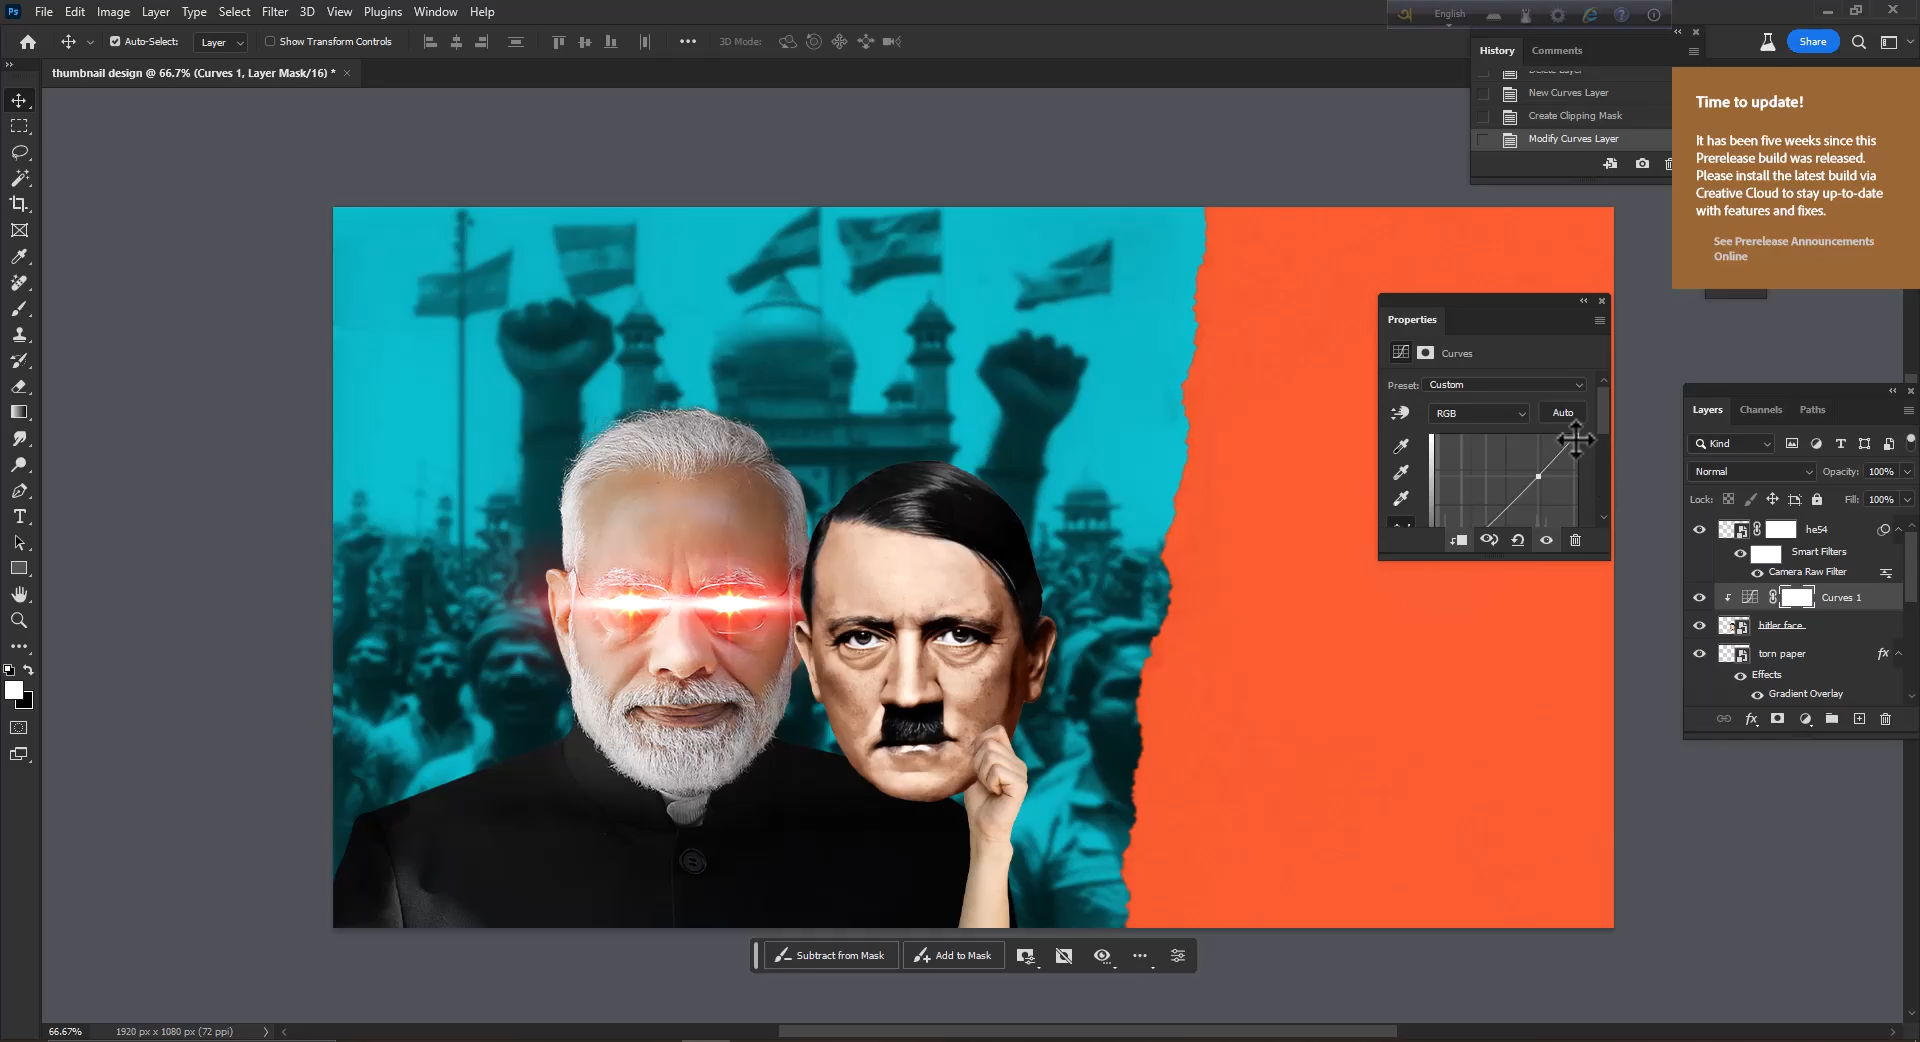 Ps File Edit Image Layer Type Select Filter 3D View Plugins Window Help
English
Auto-Select: Layer Show Transform Controls 3D Mode:
Share
thumbnail design @ 66.7% (Curves 1, Layer Mask/16) * ×
History Comments
Delete Layer
New Curves Layer
Create Clipping Mask
Modify Curves Layer
Time to update!
It has been five weeks since this
Prerelease build was released.
Please install the latest build via
Creative Cloud to stay up-to-date
with features and fixes.
See Prerelease Announcements
Online
Properties
Curves
Preset: Custom
RGB Auto
Layers Channels Paths
Kind
Normal Opacity: 100%
Lock: Fill: 100%
he54
Smart Filters
Camera Raw Filter
Curves 1
hitler face
torn paper fx
Effects
Gradient Overlay
fx
Subtract from Mask Add to Mask
66.67% 1920 px x 1080 px (72 ppi)